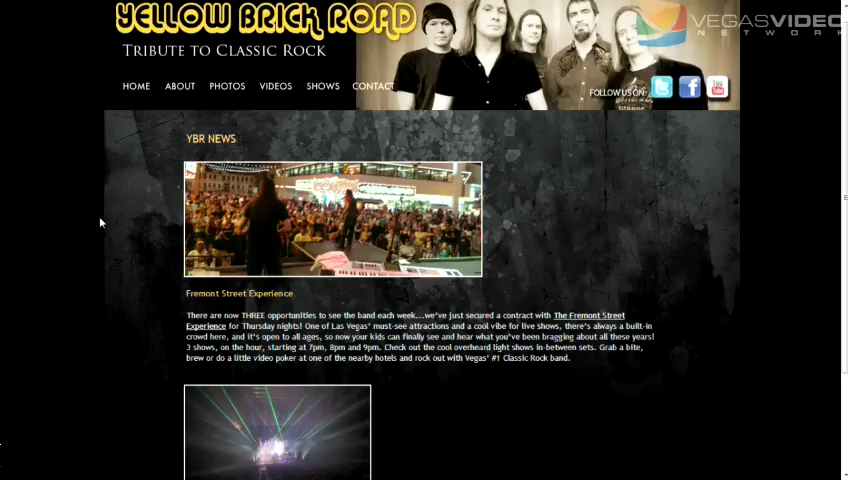 YELLOW BRICK ROAD
TRIBUTE TO CLASSIC ROCK
VEGASVIDEO
NETWORK
HOME ABOUT PHOTOS VIDEOS SHOWS CONTACT
FOLLOW US ON:
You
YBR NEWS
Fremont Street Experience
There are now THREE opportunities to see the band each week...we've just secured a contract with The Fremont Street
Experience for Thursday nights! One of Las Vegas' must-see attractions and a cool vibe for live shows, there's always a built-in
crowd here, and it's open to all ages, so now your kids can finally see and hear what you've been bragging about all these years!
3 shows, on the hour, starting at 7pm, 8pm and 9pm. Check out the cool overheard light shows in-between sets. Grab a bite,
brew or do a little video poker at one of the nearby hotels and rock out with Vegas' #1 Classic Rock band.